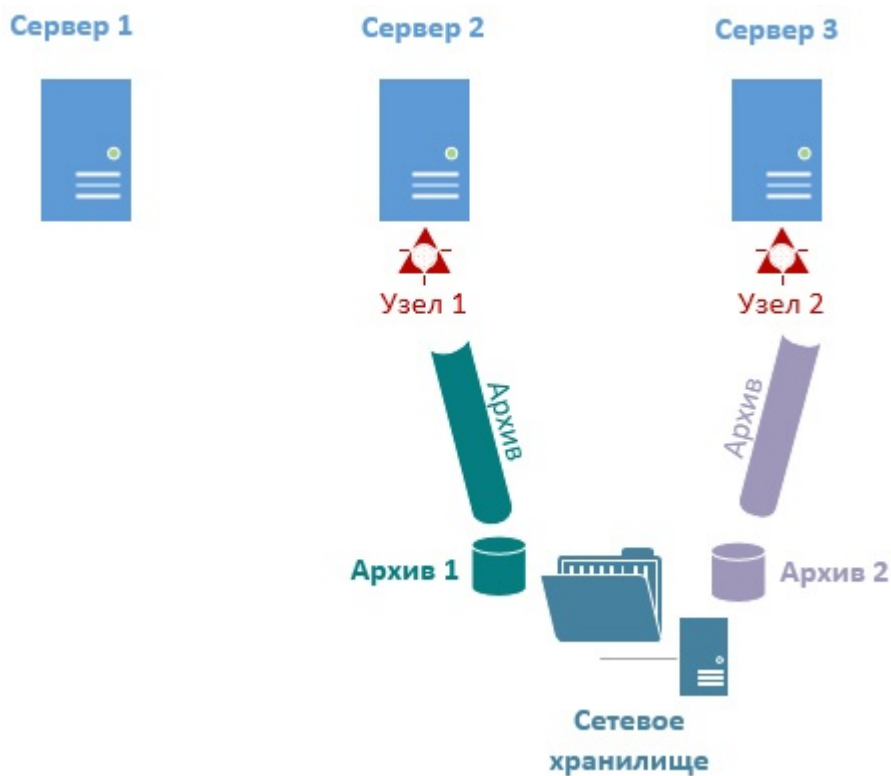 Сервер 1
Сервер 2
Сервер 3
Узел 1
Узел 2
Архив
Архив
Архив 1
Архив 2
Сетевое
хранилище